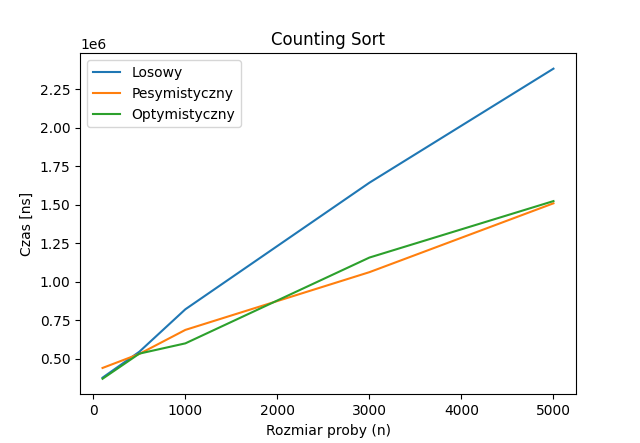 Counting Sort
1e6
Losowy
Pesymistyczny
Optymistyczny
2.25
2.00
1.75
1.50
1.25
1.00
0.75
0.50
Czas [ns]
0 1000 2000 3000 4000 5000
Rozmiar proby (n)